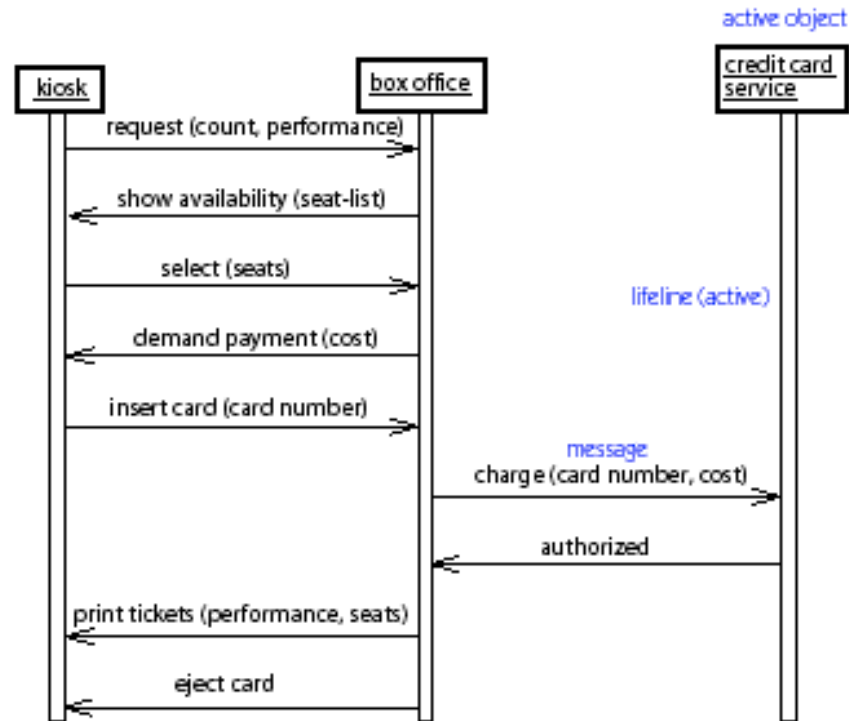 active object
kiosk
box office
credit card
service
request (count, performance)
show availability (seat-list)
select (seats)
lifeline (active)
demand payment (cost)
insert card (card number)
message
charge (card number, cost)
authorized
print tickets (performance, seats)
eject card